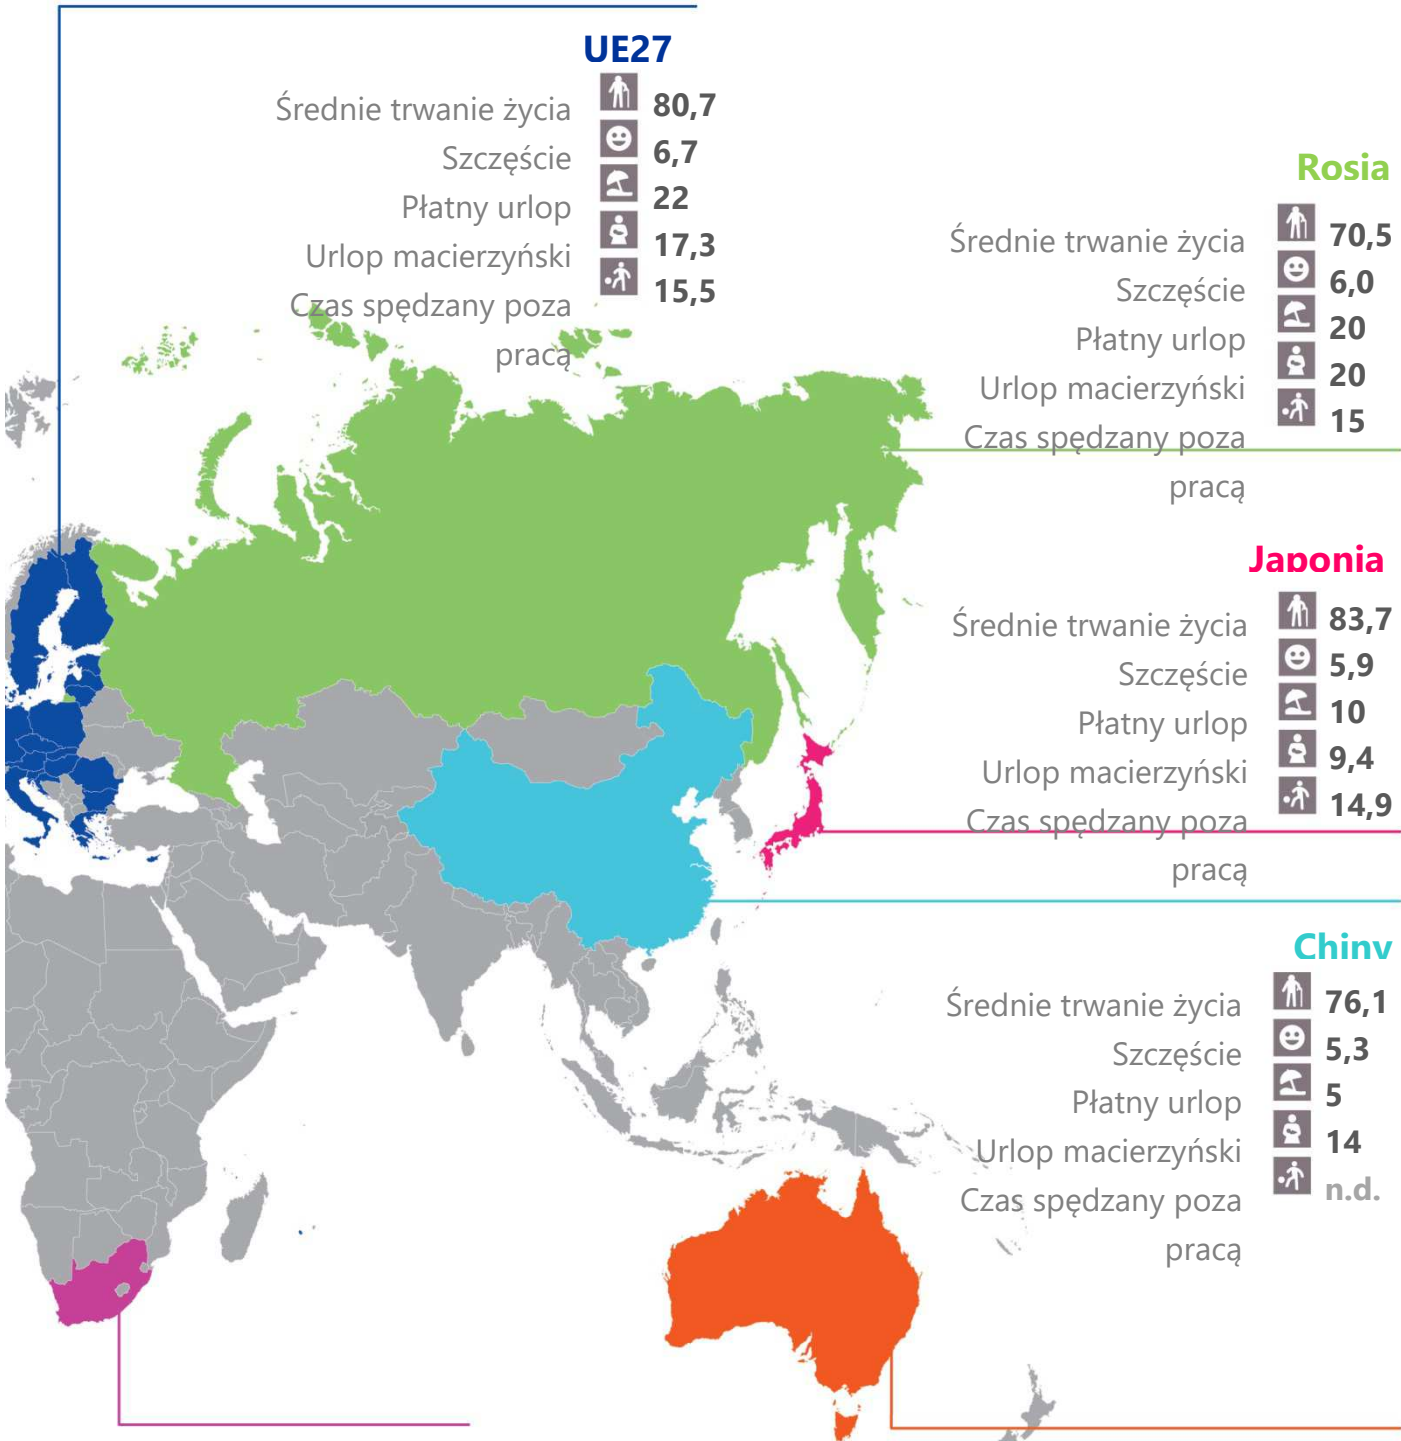 UE27
Średnie trwanie życia 80,7
Szczęście 6,7
Płatny urlop 22
Urlop macierzyński 17,3
Czas spędzany poza 15,5
pracą
Rosia
Średnie trwanie życia 70,5
Szczęście 6,0
Płatny urlop 20
Urlop macierzyński 20
Czas spędzany poza 15
pracą
Japonia
Średnie trwanie życia 83,7
Szczęście 5,9
Płatny urlop 10
Urlop macierzyński 9,4
Czas spędzany poza 14,9
pracą
Chiny
Średnie trwanie życia 76,1
Szczęście 5,3
Płatny urlop 5
Urlop macierzyński 14
Czas spędzany poza n.d.
pracą